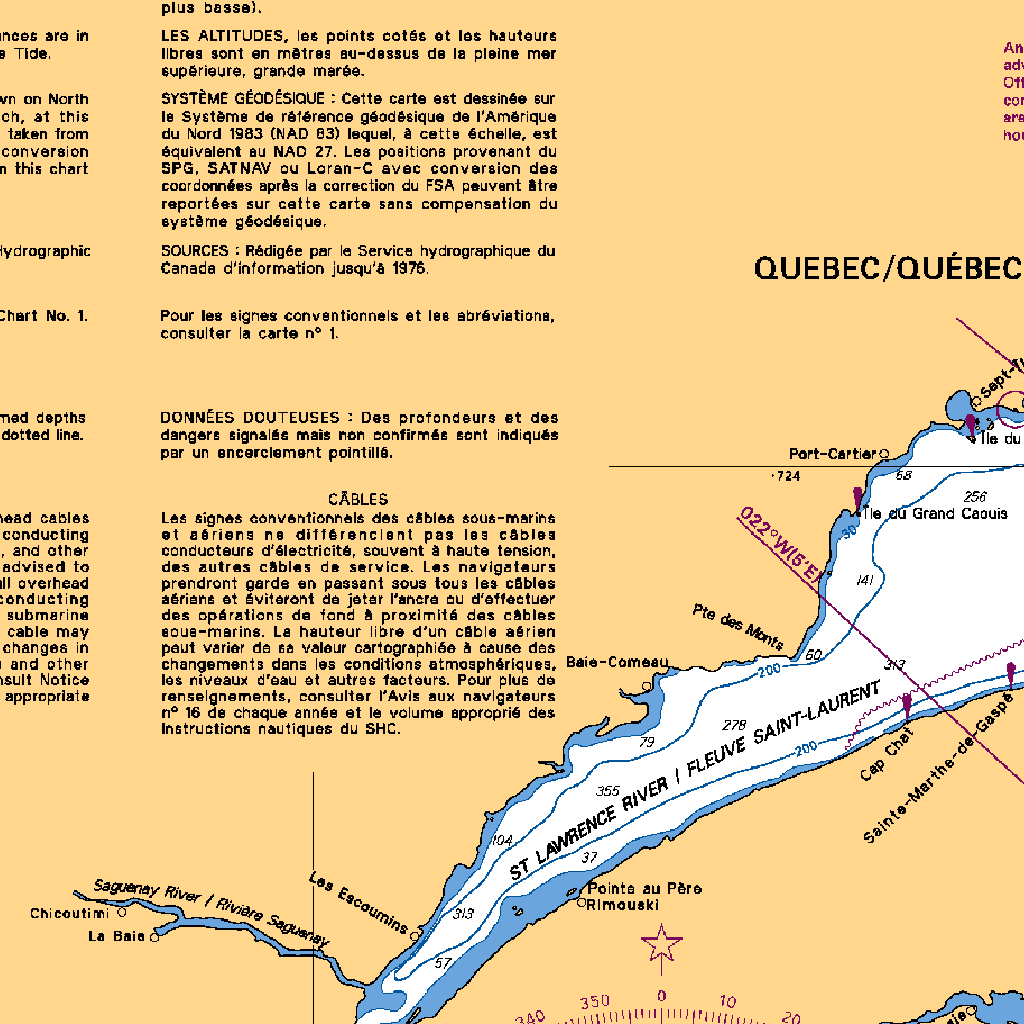 plus basse).
nces are in
e Tide.
wn on North
ch, at this
taken from
conversion
n this chart
Hydrographic
Chart No. 1.
med depths
dotted line.
head cables
conducting
, and other
advised to
all overhead
conducting
submarine
cable may
changes in
and other
nsult Notice
appropriate
LES ALTITUDES, les points cotés et les hauteurs
libres sont en mètres au-dessus de la pleine mer
supérieure, grande marée.
SYSTÈME GÉODÉSIQUE : Cette carte est dessinée sur
le Système de référence géodésique de l'Amérique
du Nord 1983 (NAD 83) lequel, à cette échelle, est
équivalent au NAD 27. Les positions provenant du
SPG, SATNAV ou Loran-C avec conversion des
coordonnées après la correction du FSA peuvent être
reportées sur cette carte sans compensation du
système géodésique.
SOURCES : Rédigée par le Service hydrographique du
Canada d'information jusqu'à 1976.
Pour les signes conventionnels et les abréviations,
consulter la carte n° 1.
DONNÉES DOUTEUSES : Des profondeurs et des
dangers signalés mais non confirmés sont indiqués
par un encerclement pointillé.
CÂBLES
Les signes conventionnels des câbles sous-marins
et aériens ne différencient pas les câbles
conducteurs d'électricité, souvent à haute tension,
des autres câbles de service. Les navigateurs
prendront garde en passant sous tous les câbles
aériens et éviteront de jeter l'ancre ou d'effectuer
des opérations de fond à proximité des câbles
sous-marins. La hauteur libre d'un câble aérien
peut varier de sa valeur cartographiée à cause des
changements dans les conditions atmosphériques,
les niveaux d'eau et autres facteurs. Pour plus de
renseignements, consulter l'Avis aux navigateurs
n° 16 de chaque année et le volume approprié des
Instructions nautiques du SHC.
An
adv
Off
con
are
hou
QUEBEC/QUÉBEC
Sept-Î
Île du
Port-Cartier
724
68
256
Île du Grand Caouis
30
022°W(5'E)
141
Pte des Monts
60
313
Baie-Comeau
200
278
79
200
ST LAWRENCE RIVER / FLEUVE SAINT-LAURENT
Cap Chat
Sainte-Marthe-de-Gaspé
355
104
37
Pointe au Père
Rimouski
Saguenay River / Rivière Saguenay
Chicoutimi
La Baie
Les Escoumins
313
57
340
350
0
10
20